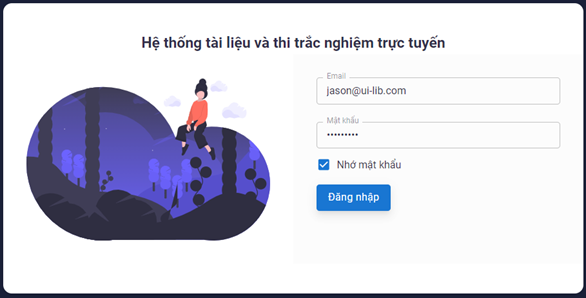 Hệ thống tài liệu và thi trắc nghiệm trực tuyến
Email
jason@ui-lib.com
Mật khẩu
•••••••••
Nhớ mật khẩu
Đăng nhập